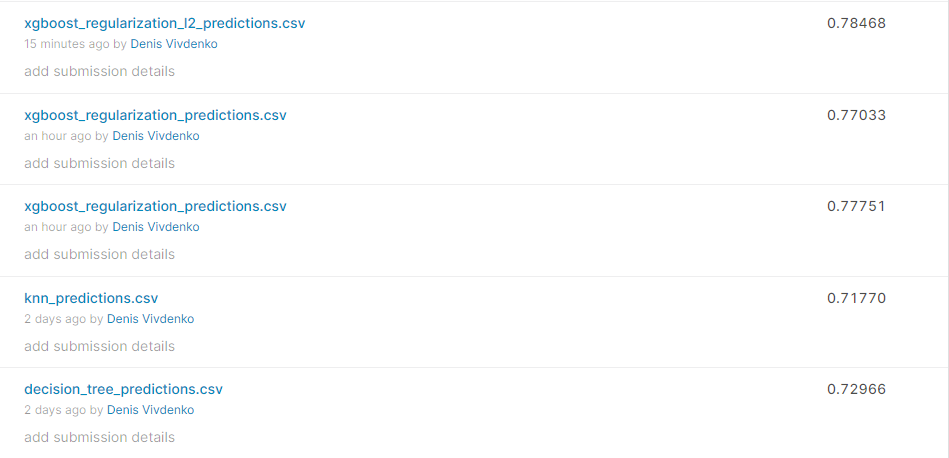 xgboost_regularization_l2_predictions.csv 0.78468
15 minutes ago by Denis Vivdenko
add submission details
xgboost_regularization_predictions.csv 0.77033
an hour ago by Denis Vivdenko
add submission details
xgboost_regularization_predictions.csv 0.77751
an hour ago by Denis Vivdenko
add submission details
knn_predictions.csv 0.71770
2 days ago by Denis Vivdenko
add submission details
decision_tree_predictions.csv 0.72966
2 days ago by Denis Vivdenko
add submission details